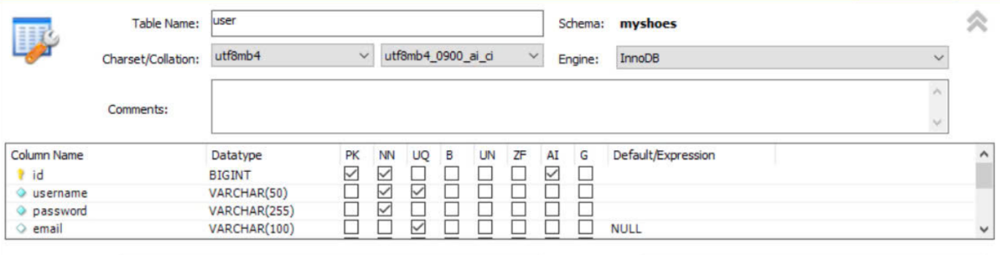 Table Name: user Schema: myshoes
Charset/Collation: utf8mb4 utf8mb4_0900_ai_ci Engine: InnoDB
Comments:
Column Name Datatype PK NN UQ B UN ZF AI G Default/Expression
id BIGINT
username VARCHAR(50)
password VARCHAR(255)
email VARCHAR(100) NULL